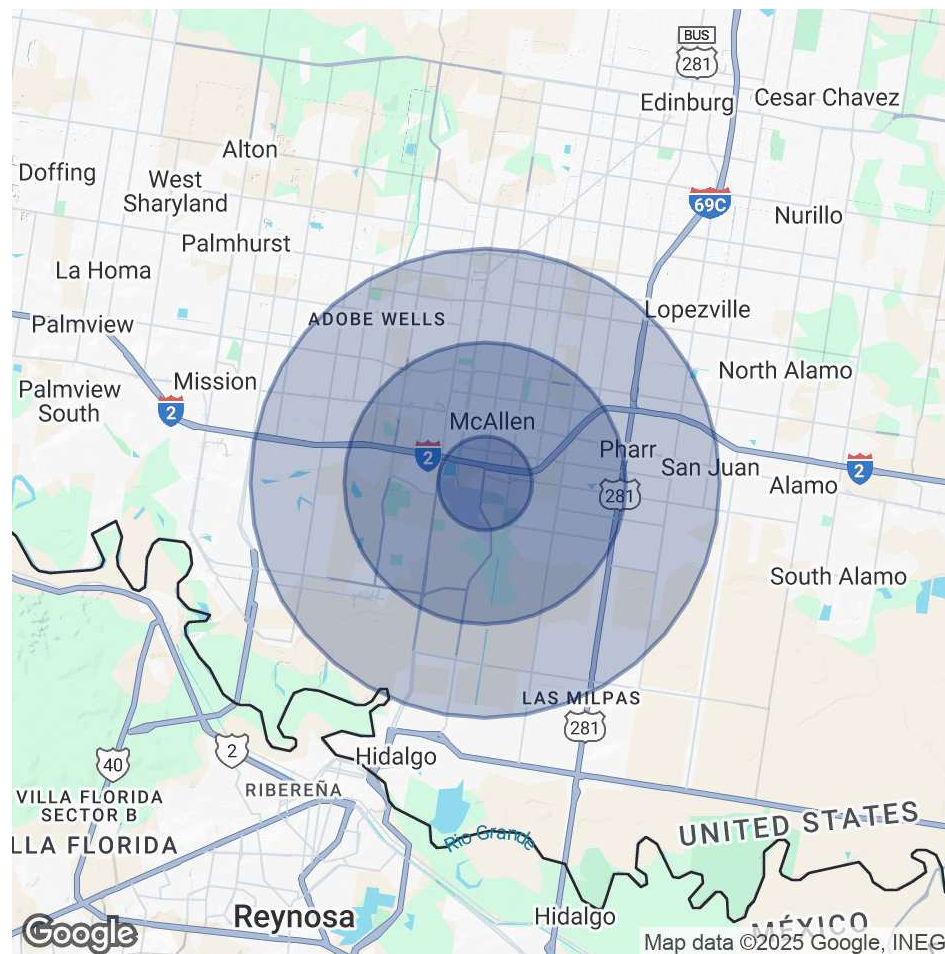 BUS
281
Edinburg
Cesar Chavez
Alton
Doffing
West
Sharyland
69C
Nurillo
Palmhurst
La Homa
Lopezville
ADOBE WELLS
Palmview
North Alamo
Mission
Palmview
South
2
McAllen
2
Pharr
San Juan
2
Alamo
281
South Alamo
LAS MILPAS
281
2
Hidalgo
40
RIBEREÑA
VILLA FLORIDA
SECTOR B
LLA FLORIDA
UNITED STATES
Rio Grande
Reynosa
Hidalgo
MÉXICO
Google
Map data ©2025 Google, INEG